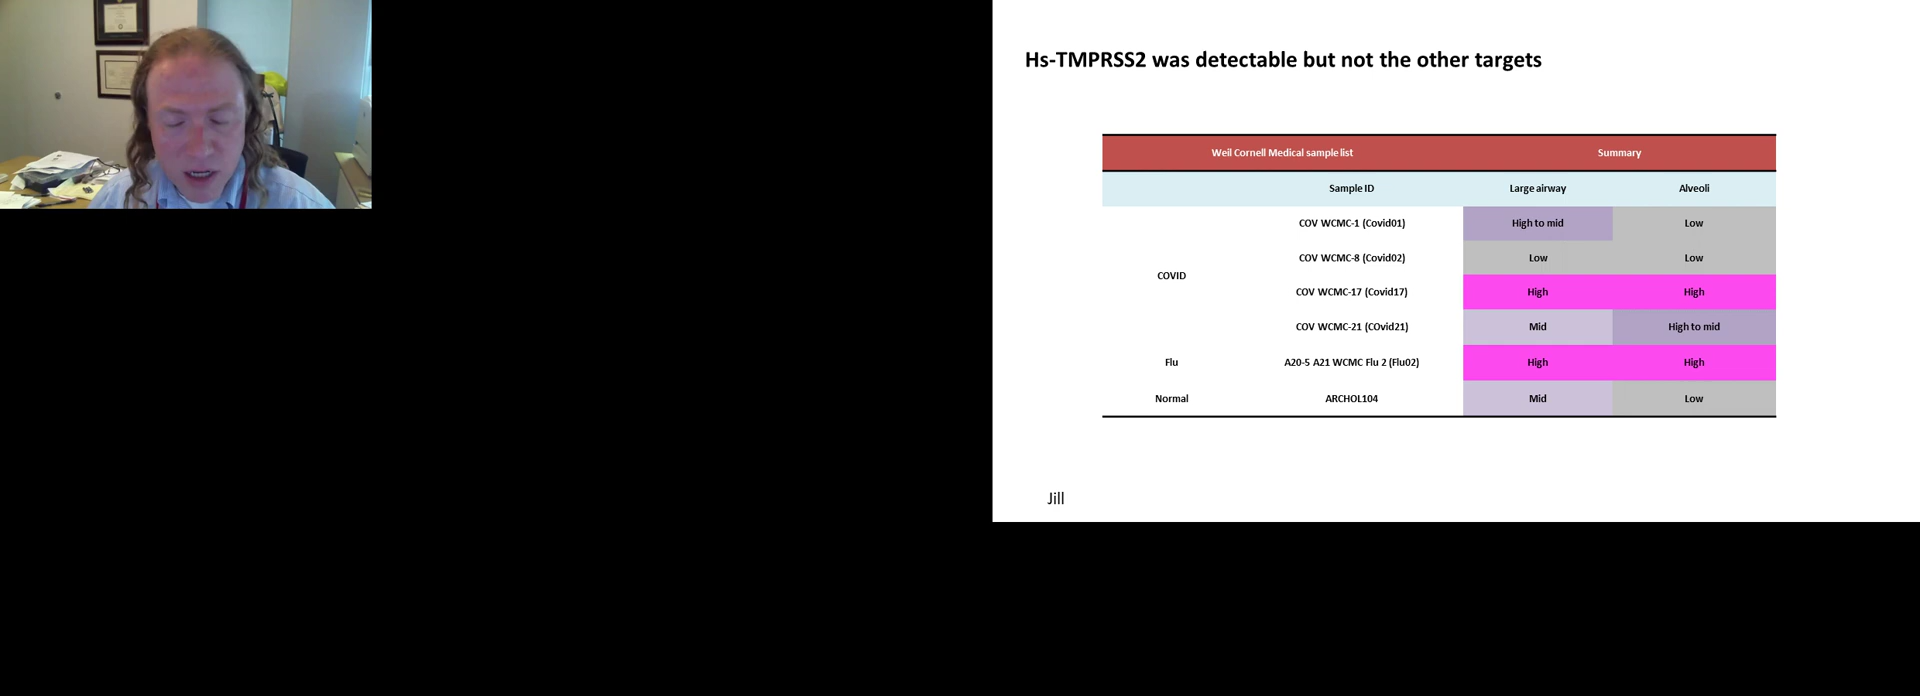 Hs-TMPRSS2 was detectable but not the other targets
Weil Cornell Medical sample list Summary
Sample ID Large airway Alveoli
COV WCMC-1 (Covid01) High to mid Low
COV WCMC-8 (Covid02) Low Low
COVID
COV WCMC-17 (Covid17) High High
COV WCMC-21 (COvid21) Mid High to mid
Flu A20-5 A21 WCMC Flu 2 (Flu02) High High
Normal ARCHOL104 Mid Low
Jill